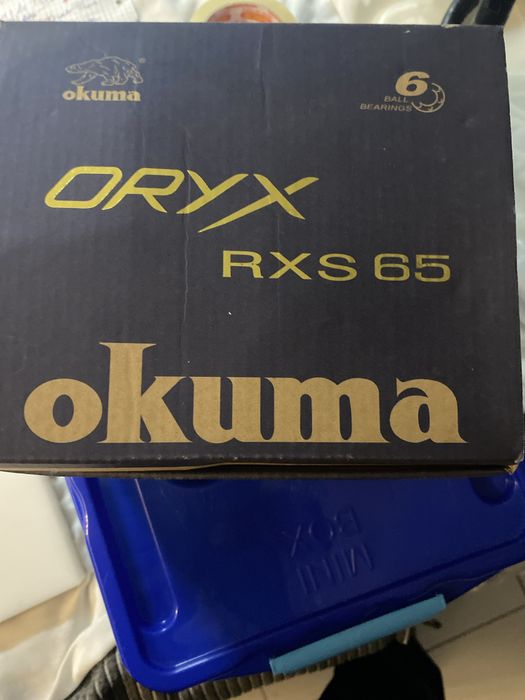 okuma
6
BALL
BEARINGS
ORYX
RXS 65
okuma
MINI
BOX